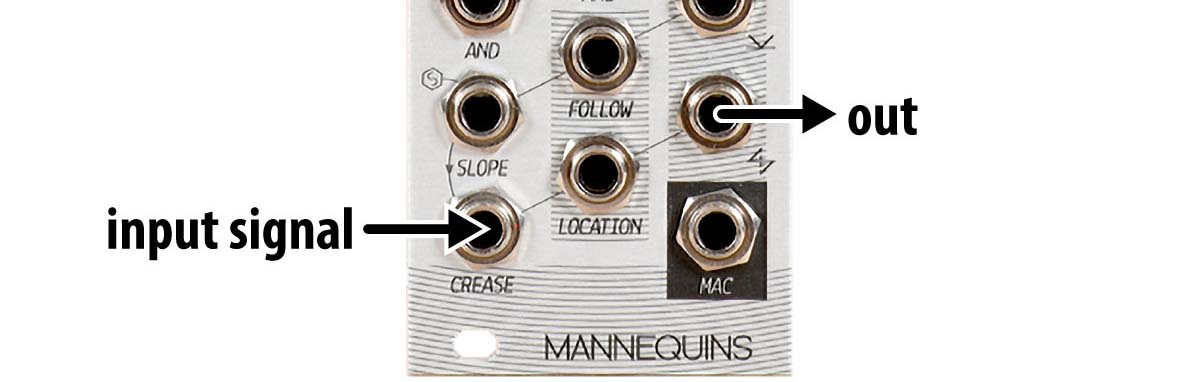 AND
S
FOLLOW
out
SLOPE
input signal
LOCATION
CREASE
MAC
MANNEQUINS